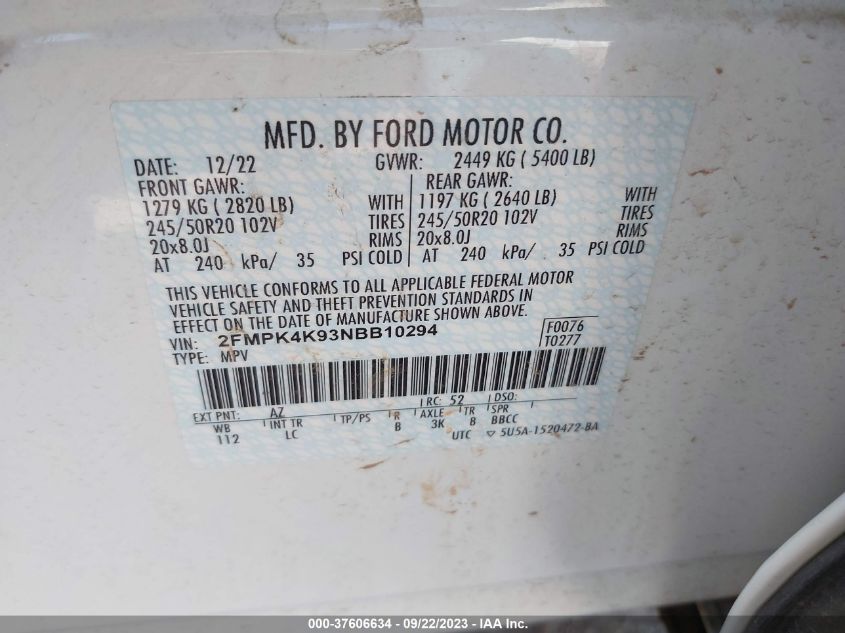 MFD. BY FORD MOTOR CO.
DATE: 12/22 GVWR: 2449 KG ( 5400 LB)
FRONT GAWR: REAR GAWR:
1279 KG ( 2820 LB) WITH 1197 KG ( 2640 LB) WITH
245/50R20 102V TIRES 245/50R20 102V TIRES
20x8.0J RIMS 20x8.0J RIMS
AT 240 kPa/ 35 PSI COLD AT 240 kPa/ 35 PSI COLD
THIS VEHICLE CONFORMS TO ALL APPLICABLE FEDERAL MOTOR
VEHICLE SAFETY AND THEFT PREVENTION STANDARDS IN
EFFECT ON THE DATE OF MANUFACTURE SHOWN ABOVE.
VIN: 2FMPK4K93NBB10294 F0076
TYPE: MPV T0277
EXT PNT: AZ RC: 52 DSO:
WB INT TR TP/PS R AXLE TR SPR
112 LC B 3K B BBCC
UTC ▽ 5U5A-1520472-BA
000-37606634 - 09/22/2023 - IAA Inc.